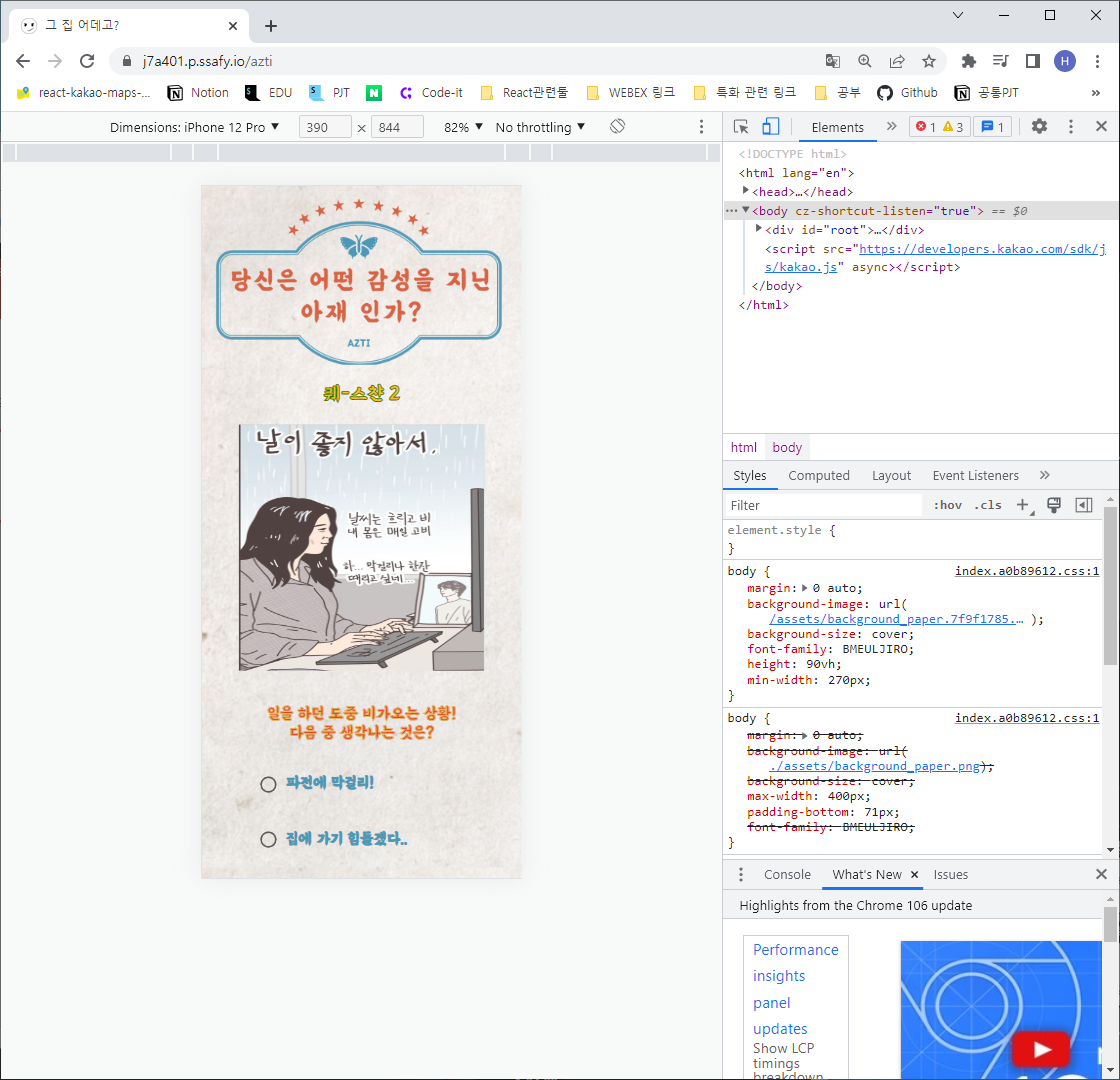 그 집 어데고?
j7a401.p.ssafy.io/azti
H
react-kakao-maps-...
Notion
EDU
PJT
Code-it
React관련툴
WEBEX 링크
특화 관련 링크
공부
Github
공통PJT
»
Dimensions: iPhone 12 Pro ▼ 390 x 844 82% ▼ No throttling ▼
Elements » 1 3 1
<!DOCTYPE html>
<html lang="en">
<head>…</head>
<body cz-shortcut-listen="true"> == $0
<div id="root">…</div>
<script src="https://developers.kakao.com/sdk/j
s/kakao.js" async></script>
</body>
</html>
당신은 어떤 감성을 지닌
아재 인가?
AZTI
퀘-스챤 2
날이 좋지 않아서.
날씨는 흐리고 비
내 몸은 매일 고비
하... 막걸리나 한잔
때리고 싶네...
일을 하던 도중 비가오는 상황!
다음 중 생각나는 것은?
파전에 막걸리!
집에 가기 힘들겠다..
html body
Styles Computed Layout Event Listeners »
Filter :hov .cls +
element.style {
}
body { index.a0b89612.css:1
margin: 0 auto;
background-image: url(
/assets/background_paper.7f9f1785.… );
background-size: cover;
font-family: BMEULJIRO;
height: 90vh;
min-width: 270px;
}
body { index.a0b89612.css:1
margin: 0 auto;
background-image: url(
./assets/background_paper.png);
background-size: cover;
max-width: 400px;
padding-bottom: 71px;
font-family: BMEULJIRO;
}
Console What's New Issues
Highlights from the Chrome 106 update
Performance
insights
panel
updates
Show LCP
timings
breakdown